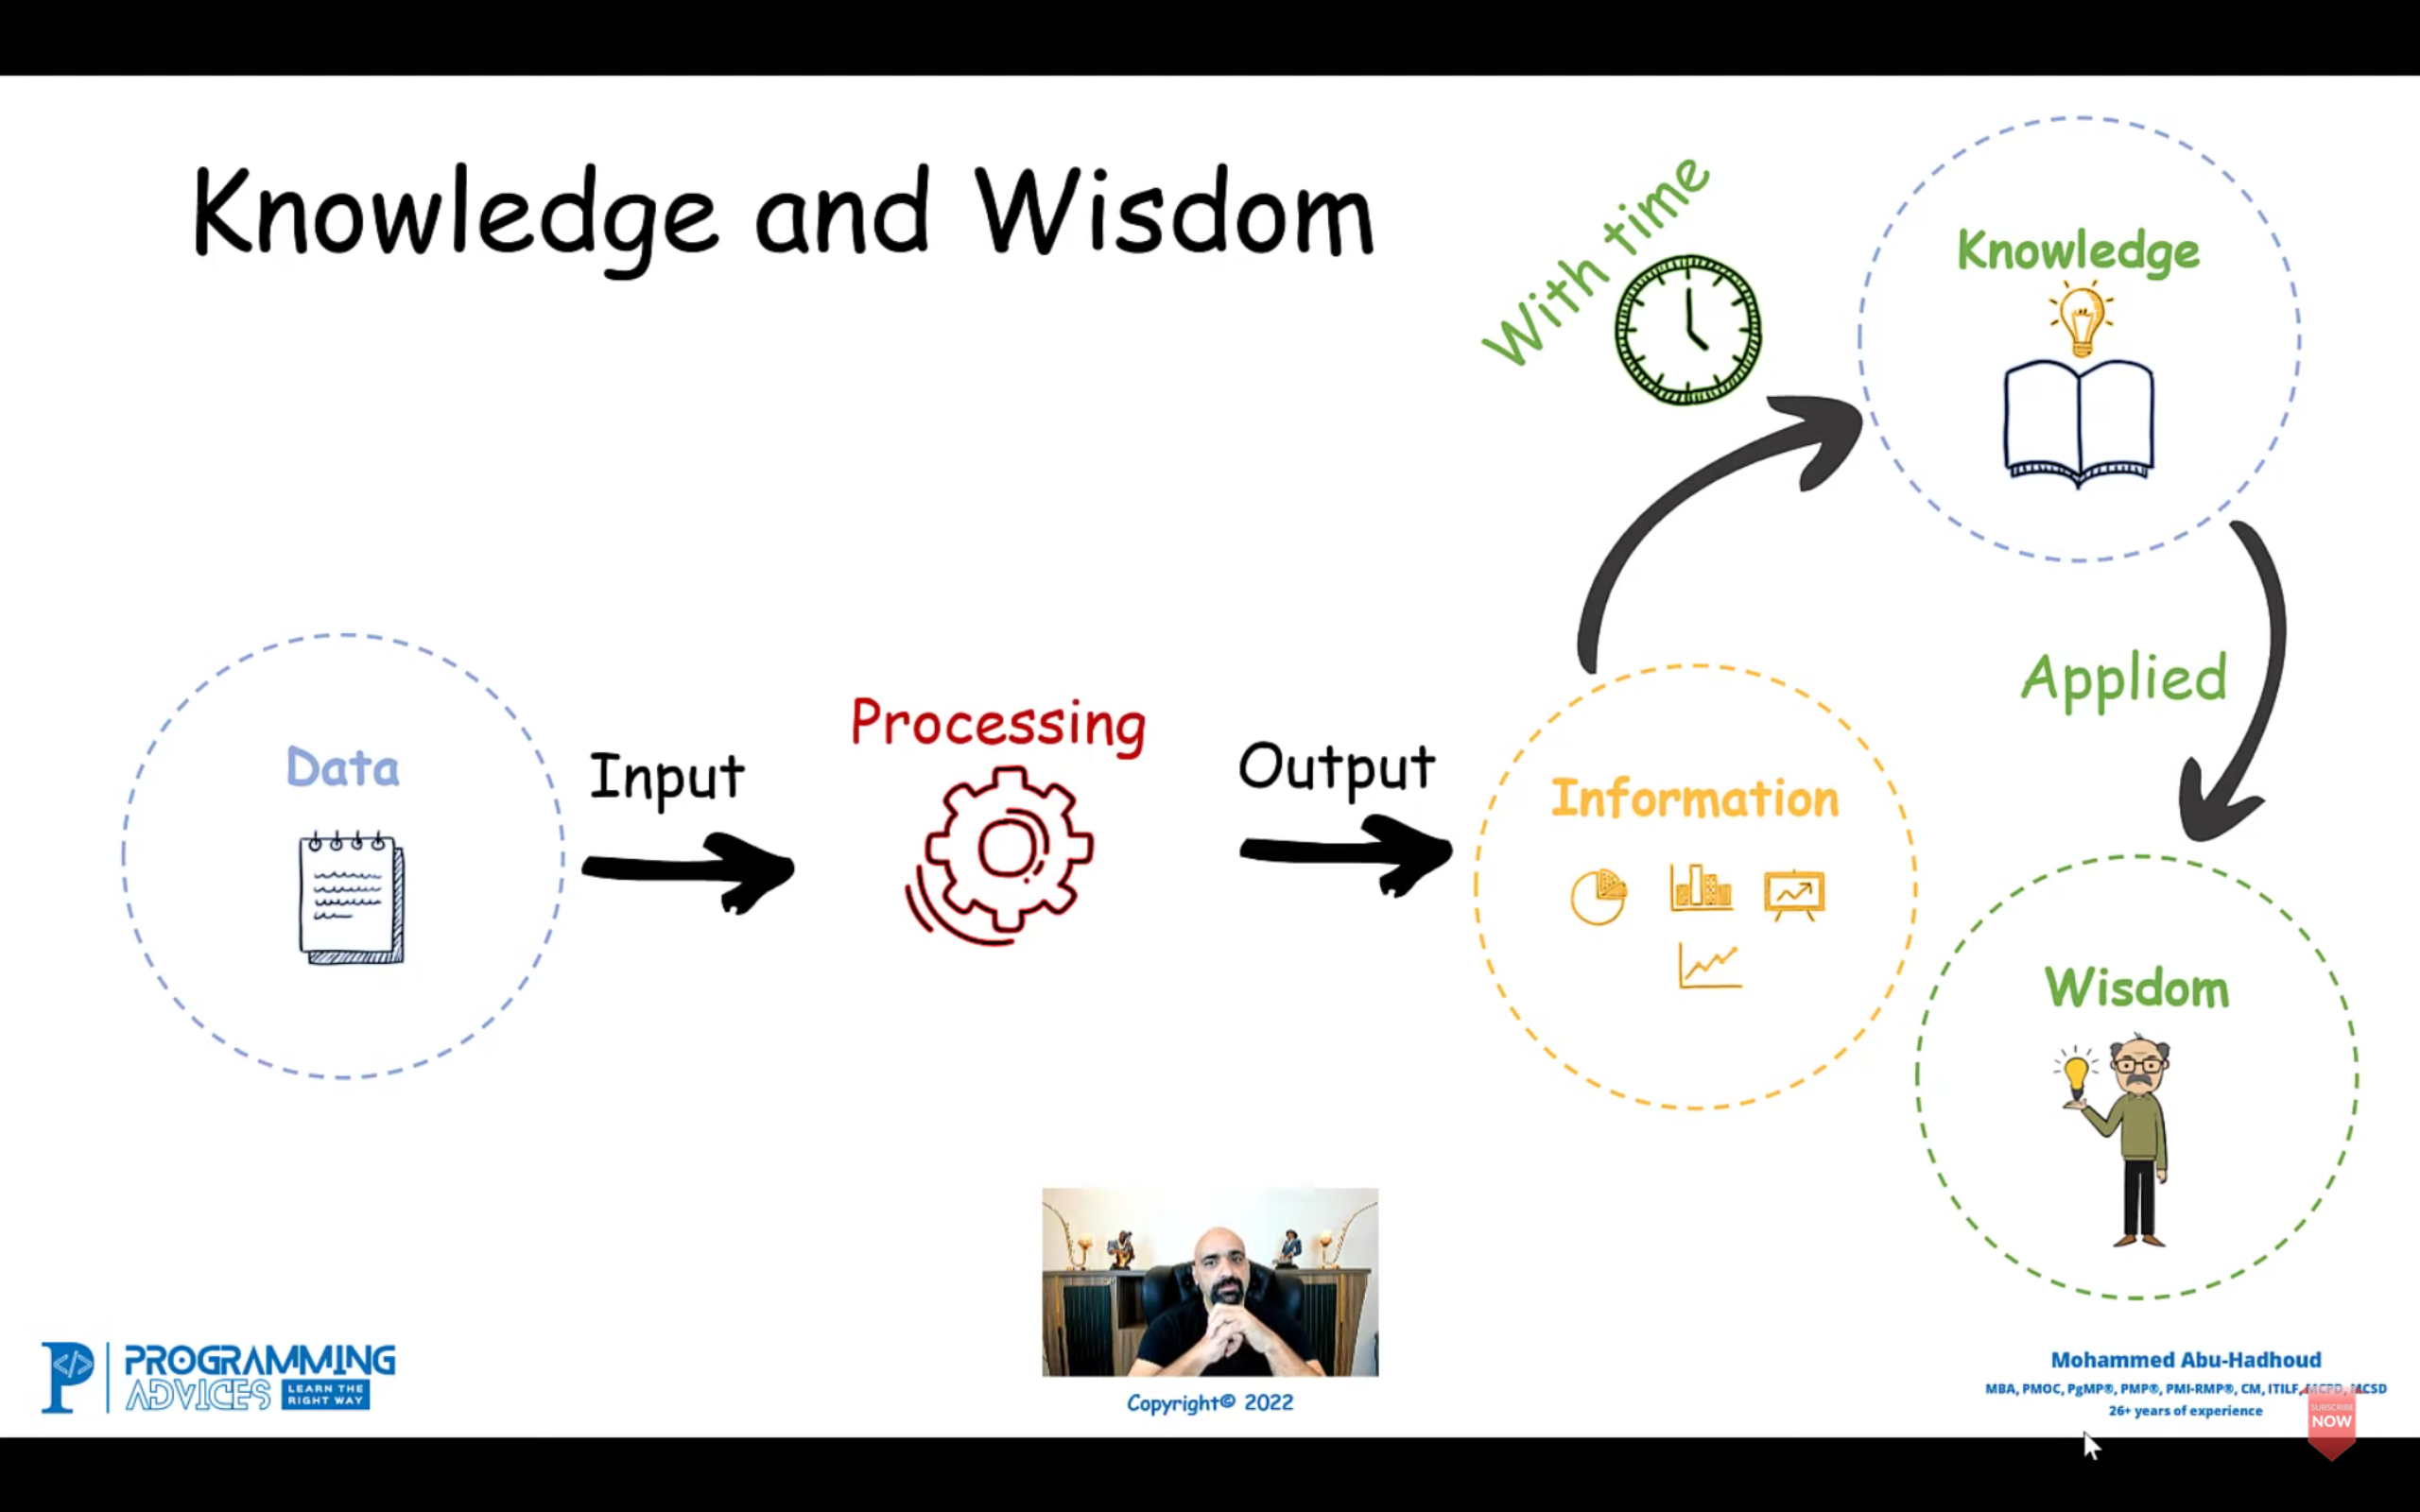 Knowledge and Wisdom
With time
Knowledge
Applied
Data
Input
Processing
Output
Information
Wisdom
PROGRAMMING
ADVICES
LEARN THE
RIGHT WAY
Copyright© 2022
Mohammed Abu-Hadhoud
MBA, PMOC, PgMP®, PMP®, PMI-RMP®, CM, ITILF, MCPD, MCSD
26+ years of experience
SUBSCRIBE
NOW